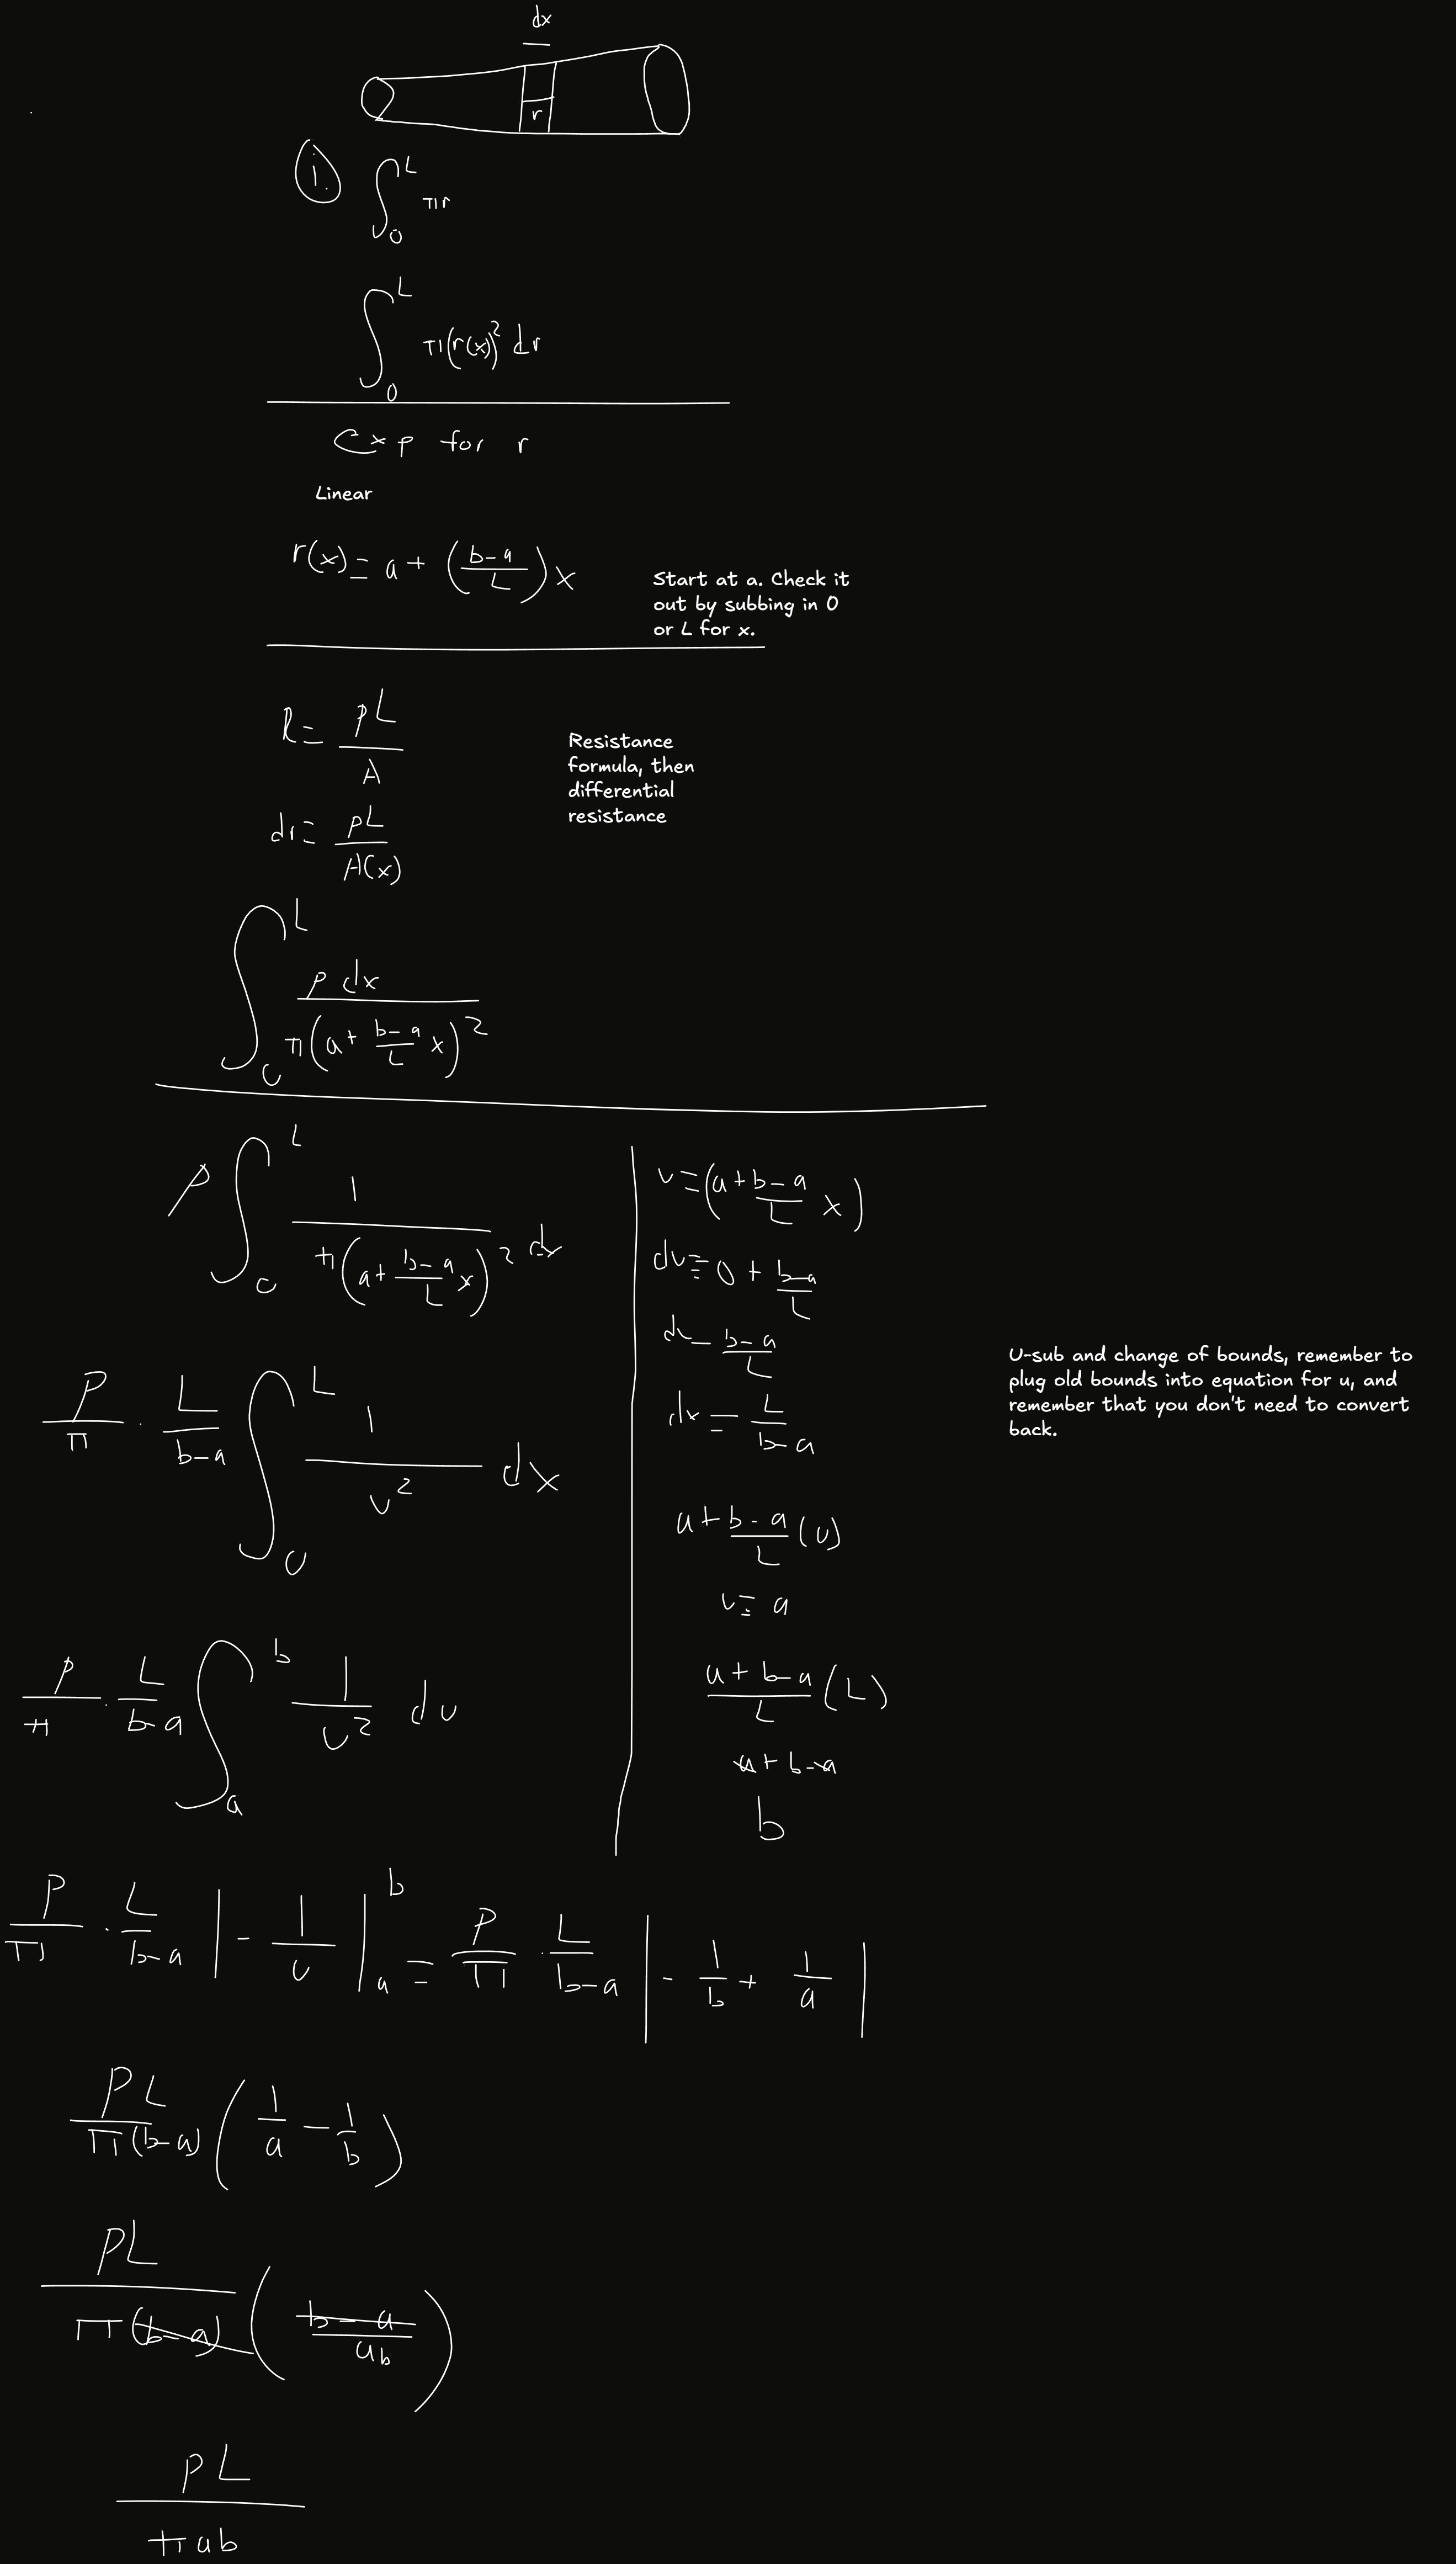 dx
r
i.
∫₀ᴸ πr
∫₀ᴸ π(r(x))² dr
exp for r
Linear
r(x) = a + ((b-a)/L)x
Start at a. Check it
out by subbing in 0
or L for x.
R = ρL/A
Resistance
formula, then
differential
resistance
dr = ρL/A(x)
∫₀ᴸ ρ dx / π(a + (b-a)/L x)²
ρ ∫₀ᴸ 1/π(a + (b-a)/L x)² dx
ρ/π · L/(b-a) ∫₀ᴸ 1/u² dx
ρ/π · L/(b-a) ∫ₐᵇ 1/u² du
u = (a + (b-a)/L x)
du = 0 + (b-a)/L
(b-a)/L
dx = L/(b-a)
a + (b-a)/L (0)
u = a
(a+b-a)/L (L)
a + b - a
b
U-sub and change of bounds, remember to
plug old bounds into equation for u, and
remember that you don't need to convert
back.
ρ/π · L/(b-a) |-1/u|ₐᵇ = ρ/π · L/(b-a) |-1/b + 1/a|
ρL/π(b-a) (1/a - 1/b)
ρL/π(b-a) ((b-a)/ab)
ρL/πab